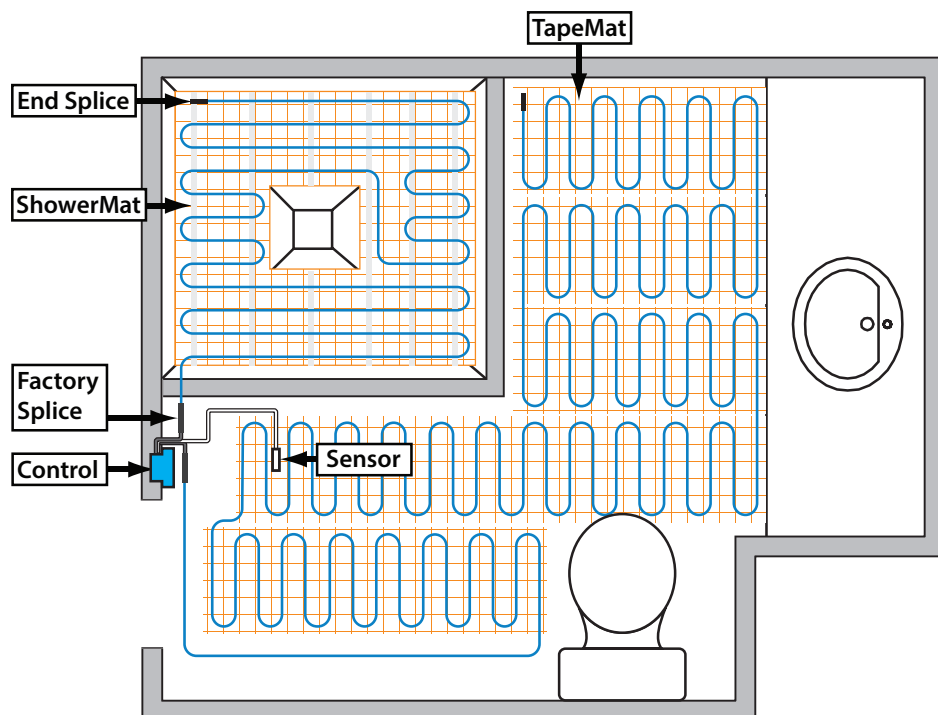 TapeMat
End Splice
ShowerMat
Factory
Splice
Sensor
Control